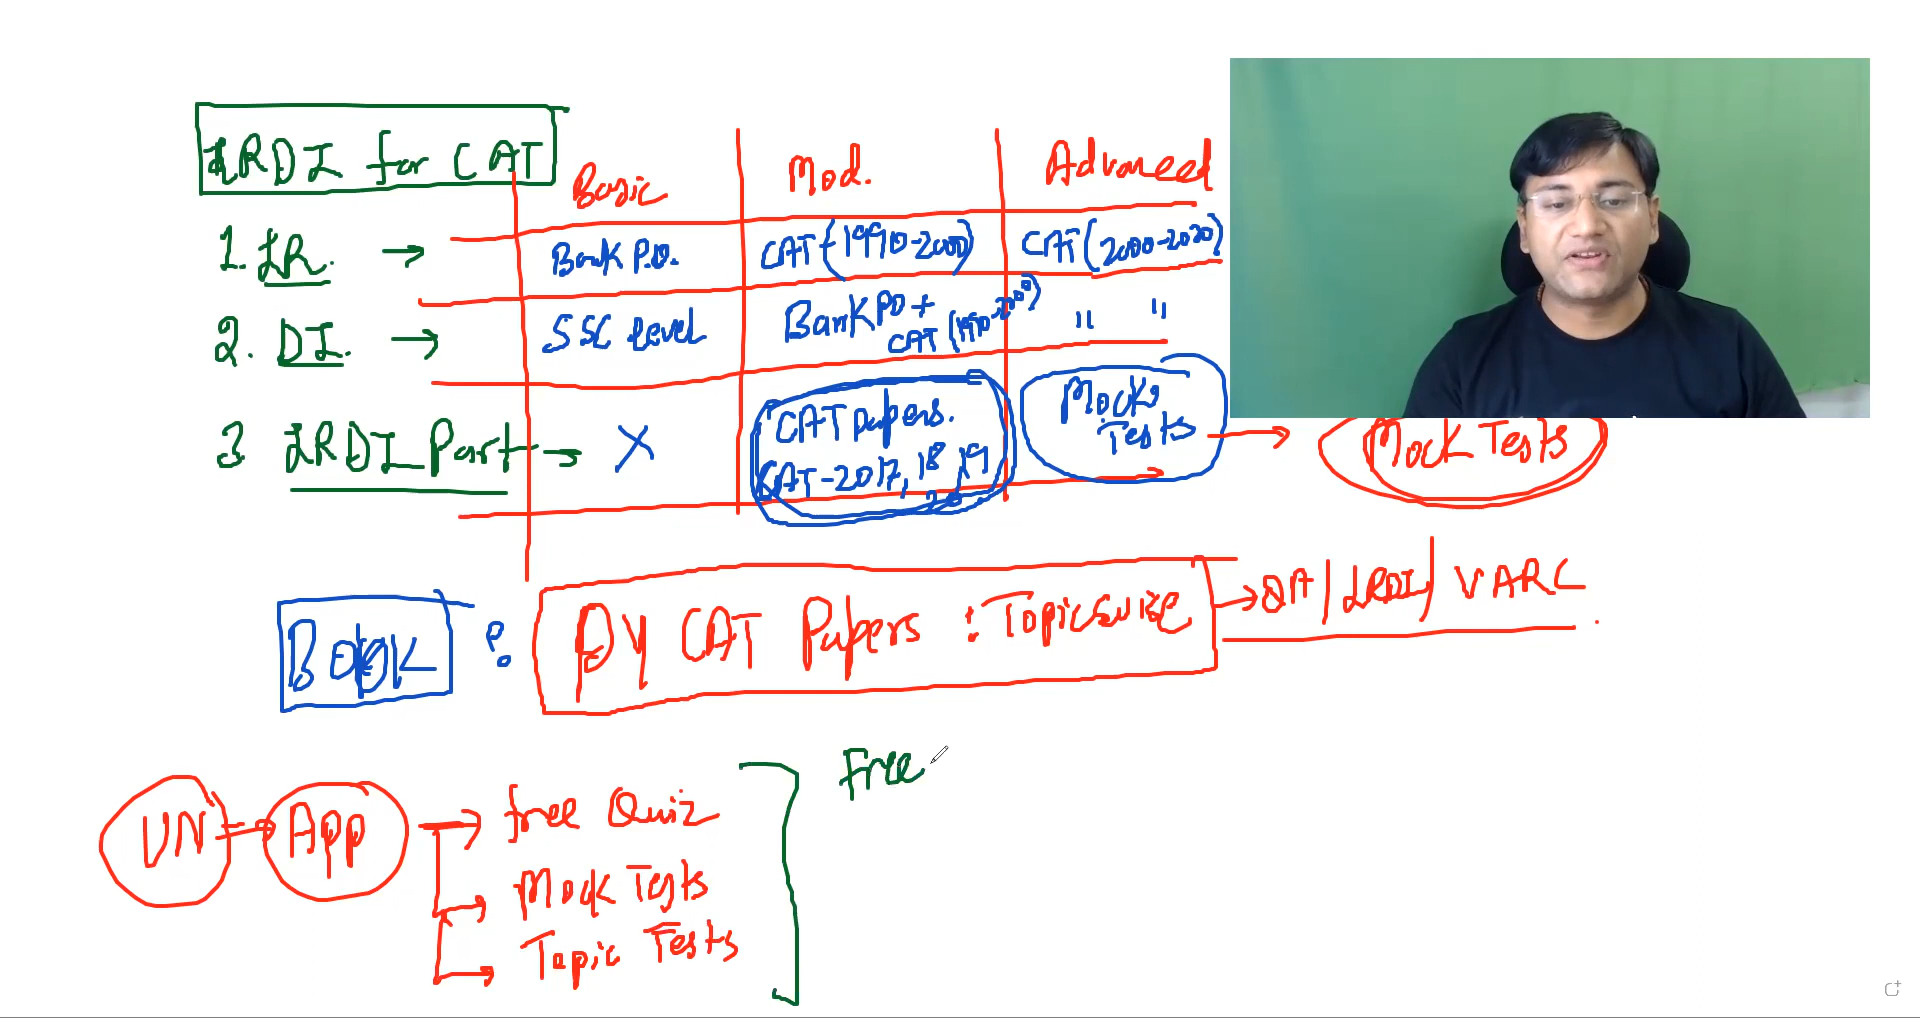 LRDI for CAT
Basic Mod. Advanced
1. LR. → Bank P.O. CAT (1990-2000) CAT (2000-2020)
2. DI. → SSC level Bank PO + CAT (1990-2000) " "
3 LRDI Part → X CAT Papers. CAT-2017, 18, 19 20 Mocks Tests → Mock Tests
Book : PY CAT Papers : Topicswise → QA/LRDI/VARC.
UN → App → free Quiz
→ Mock Tests
→ Topic Tests
Free